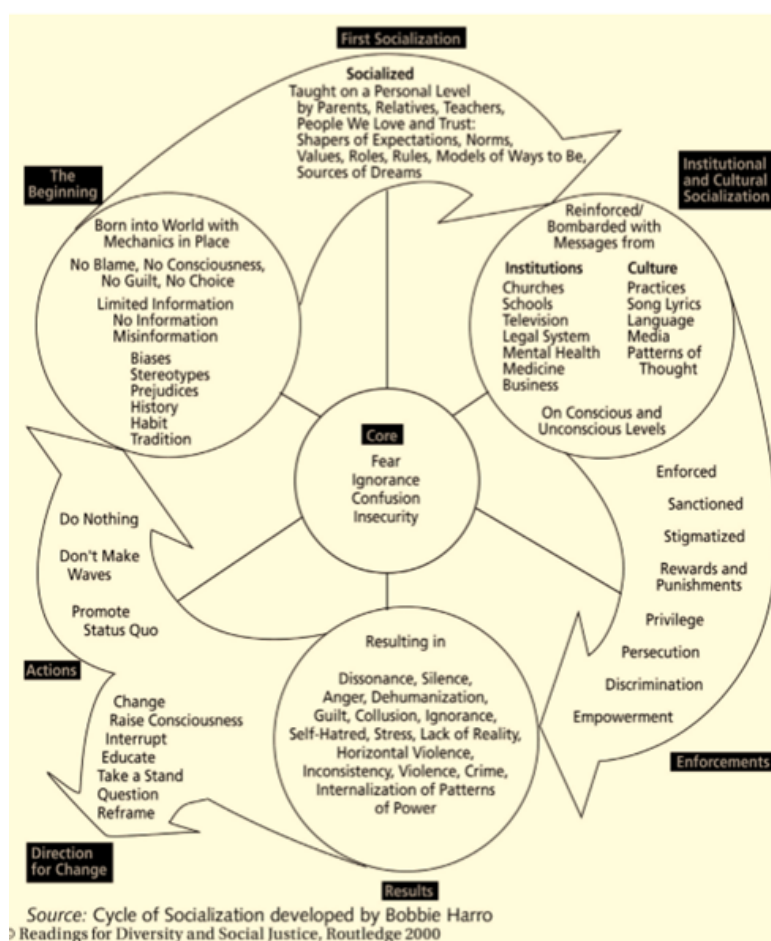 First Socialization
Socialized
Taught on a Personal Level
by Parents, Relatives, Teachers,
People We Love and Trust:
Shapers of Expectations, Norms,
Values, Roles, Rules, Models of Ways to Be,
Sources of Dreams
The
Beginning
Born into World with
Mechanics in Place
No Blame, No Consciousness,
No Guilt, No Choice
Limited Information
No Information
Misinformation
Biases
Stereotypes
Prejudices
History
Habit
Tradition
Institutional
and Cultural
Socialization
Reinforced/
Bombarded with
Messages from
Institutions
Churches
Schools
Television
Legal System
Mental Health
Medicine
Business
Culture
Practices
Song Lyrics
Language
Media
Patterns of
Thought
On Conscious and
Unconscious Levels
Core
Fear
Ignorance
Confusion
Insecurity
Enforced
Sanctioned
Stigmatized
Rewards and
Punishments
Privilege
Persecution
Discrimination
Empowerment
Enforcements
Resulting in
Dissonance, Silence,
Anger, Dehumanization,
Guilt, Collusion, Ignorance,
Self-Hatred, Stress, Lack of Reality,
Horizontal Violence,
Inconsistency, Violence, Crime,
Internalization of Patterns
of Power
Results
Do Nothing
Don't Make
Waves
Promote
Status Quo
Actions
Change
Raise Consciousness
Interrupt
Educate
Take a Stand
Question
Reframe
Direction
for Change
Source: Cycle of Socialization developed by Bobbie Harro
© Readings for Diversity and Social Justice, Routledge 2000